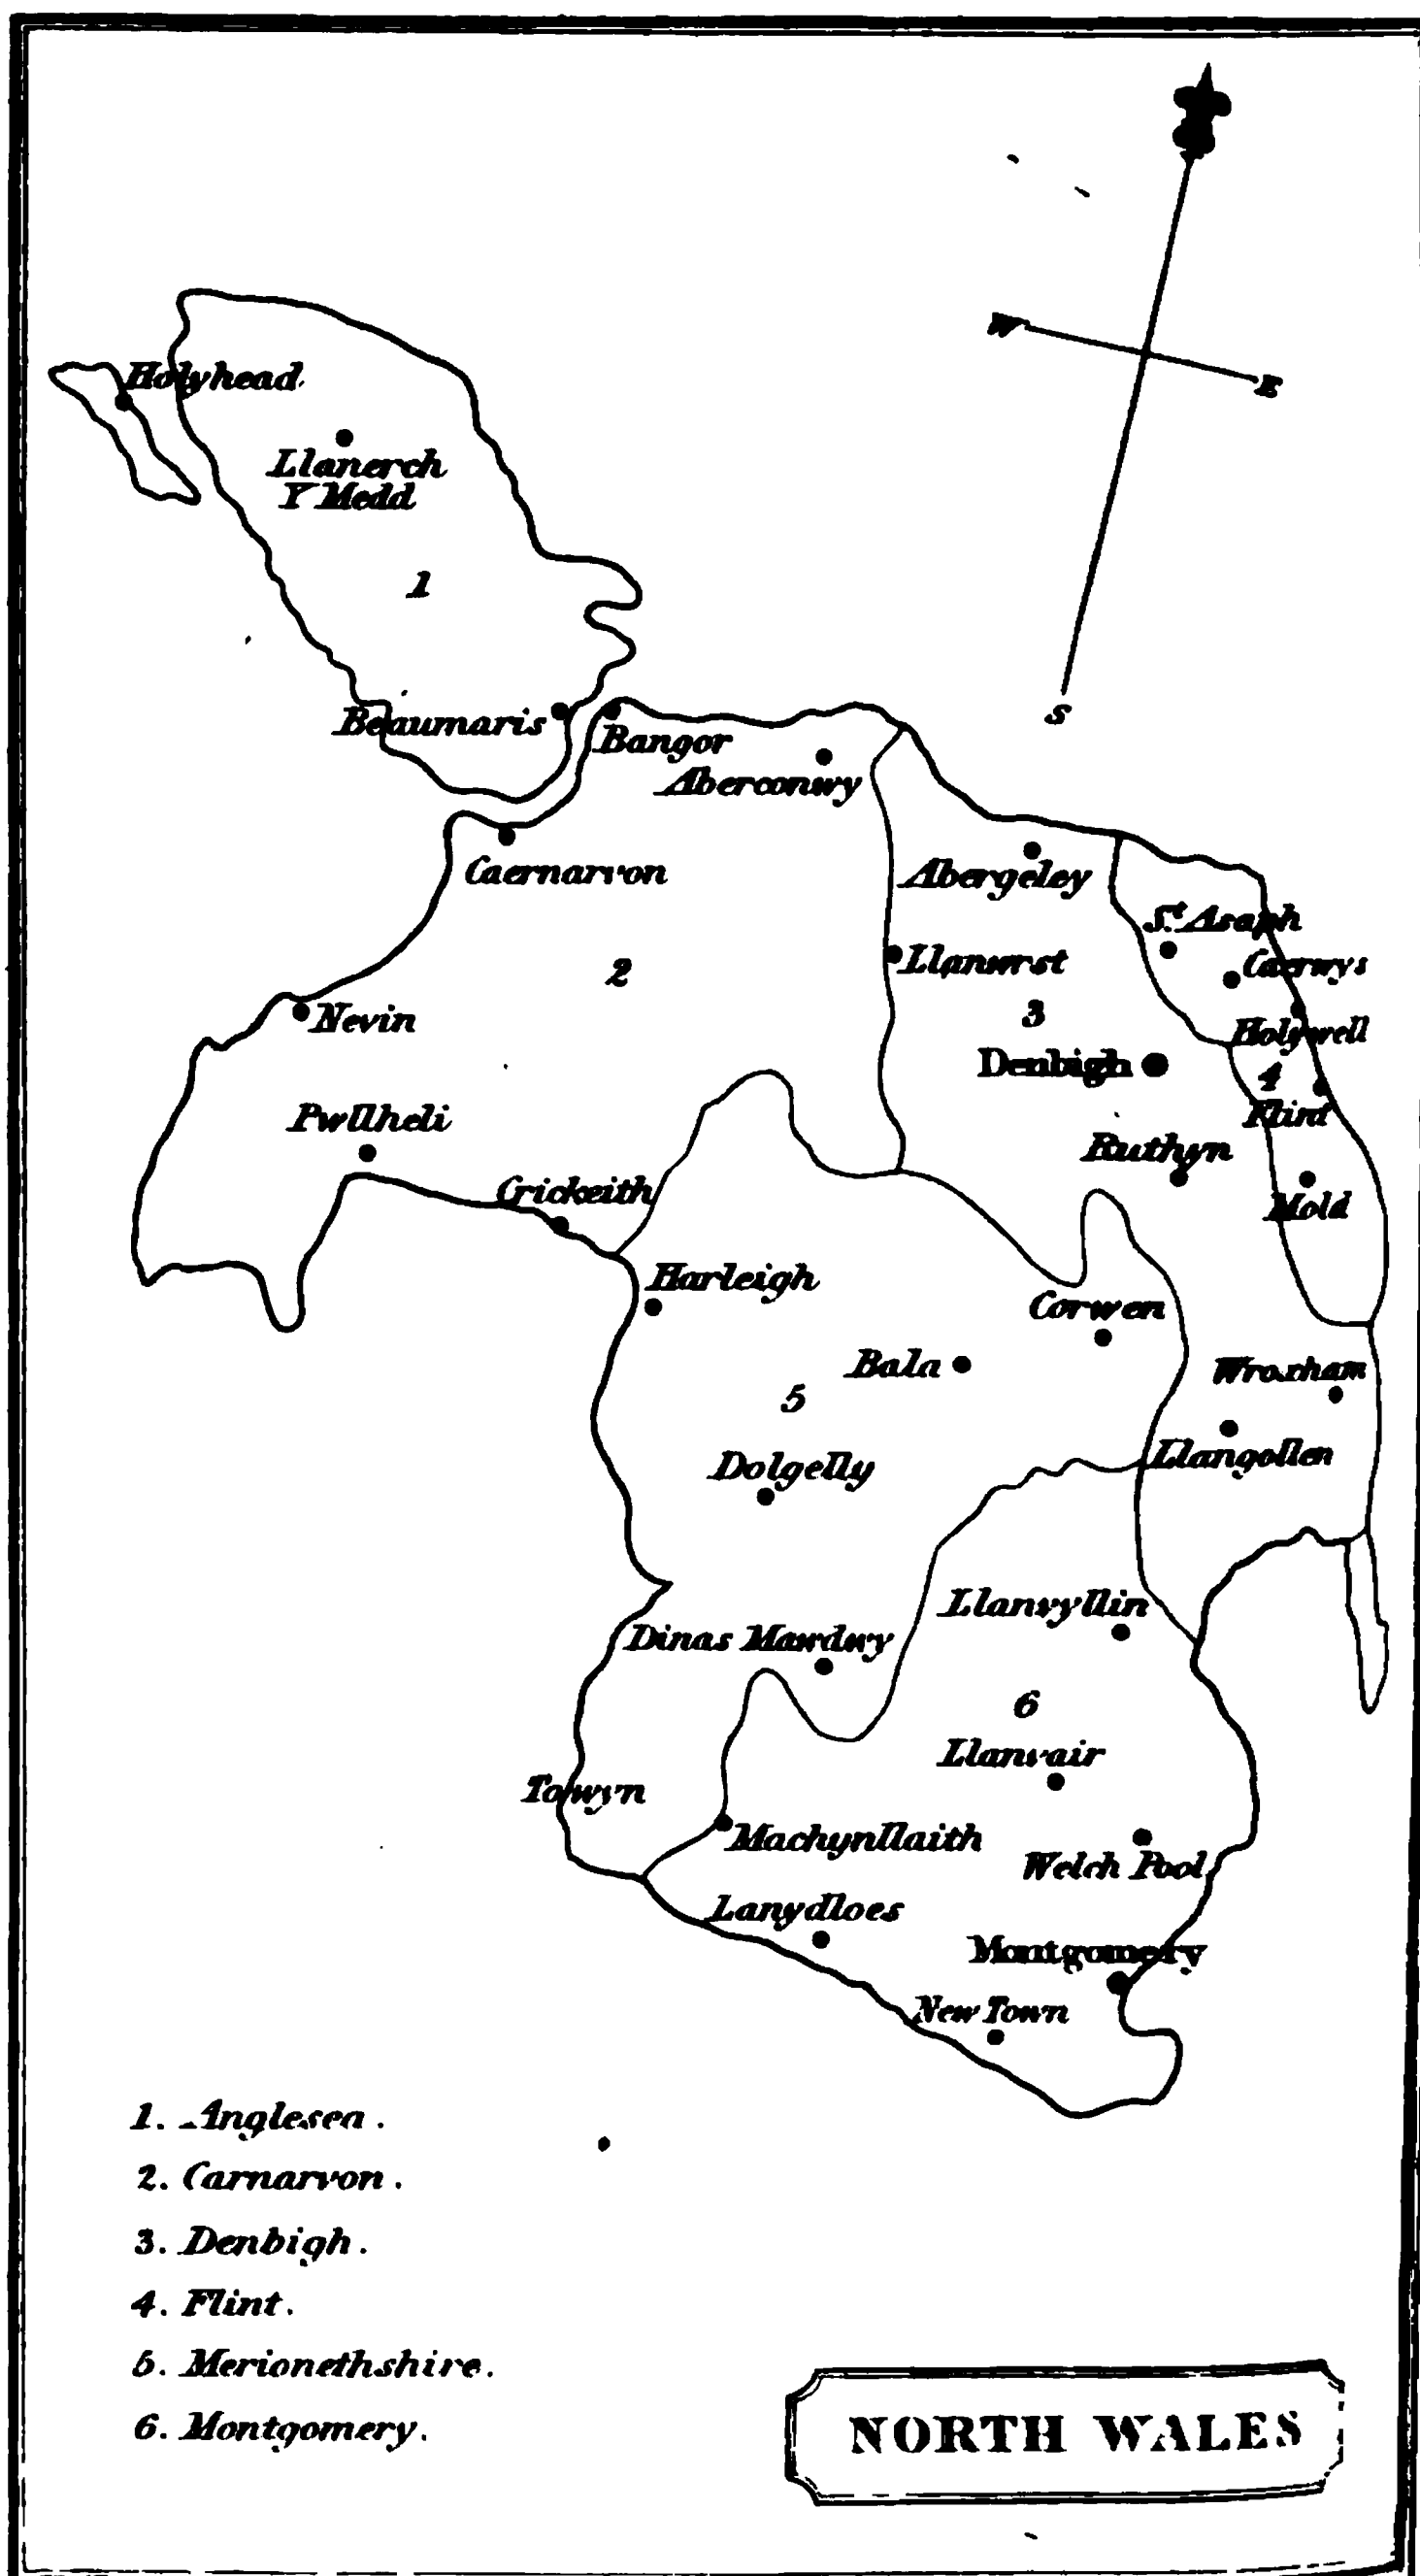 W
E
S
Holyhead.
Llanerch
Y Medd
1
Beaumaris
Bangor
Aberconwy
Caernarvon
Abergeley
St. Asaph
Llanwrst
Caerwys
2
3
Nevin
Holywell
Denbigh
4
Flint
Pwllheli
Ruthyn
Crickeith
Mold
Harleigh
Corwen
Bala
Wroxham
5
Llangollen
Dolgelly
Llanvyllin
Dinas Mawdwy
6
Llanvair
Towyn
Machynllaith
Welch Pool
Lanydloes
Montgomery
New Town
1. Anglesea.
2. Carnarvon.
3. Denbigh.
4. Flint.
5. Merionethshire.
6. Montgomery.
NORTH WALES